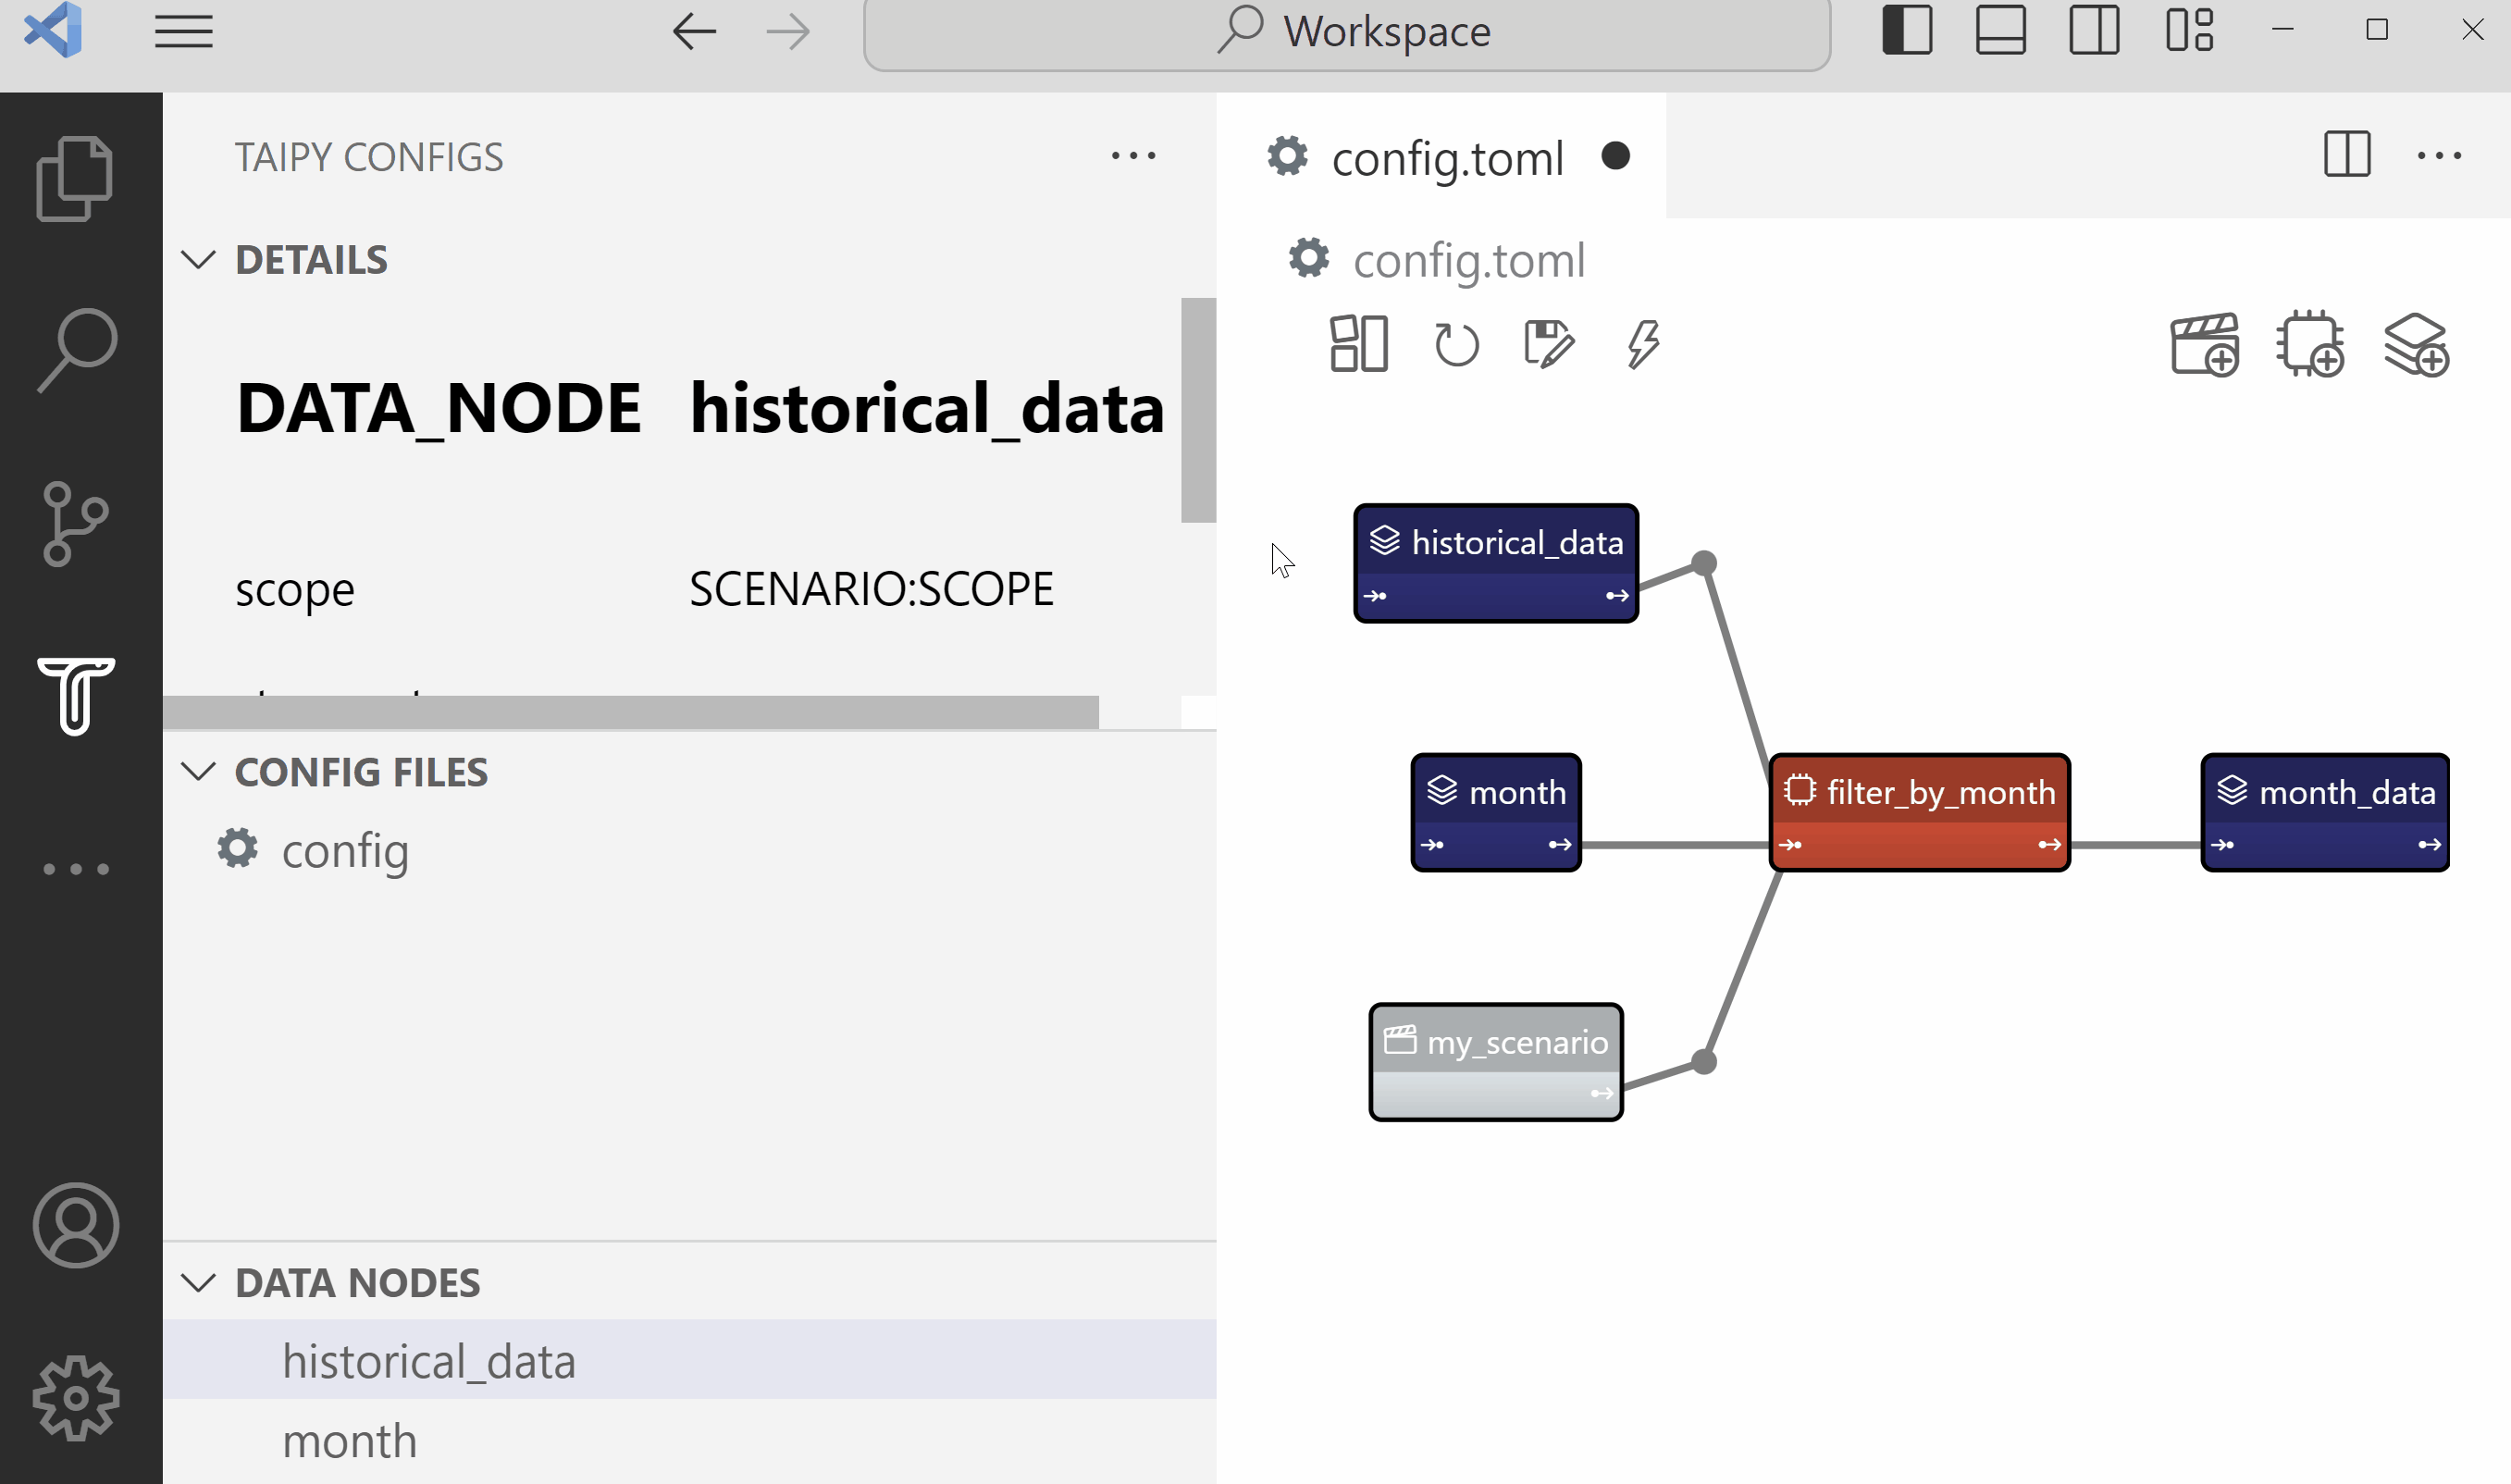 Workspace
TAIPY CONFIGS
DETAILS
DATA_NODE historical_data
scope SCENARIO:SCOPE
CONFIG FILES
config
DATA NODES
historical_data
month
config.toml
config.toml
historical_data
month
filter_by_month
month_data
my_scenario